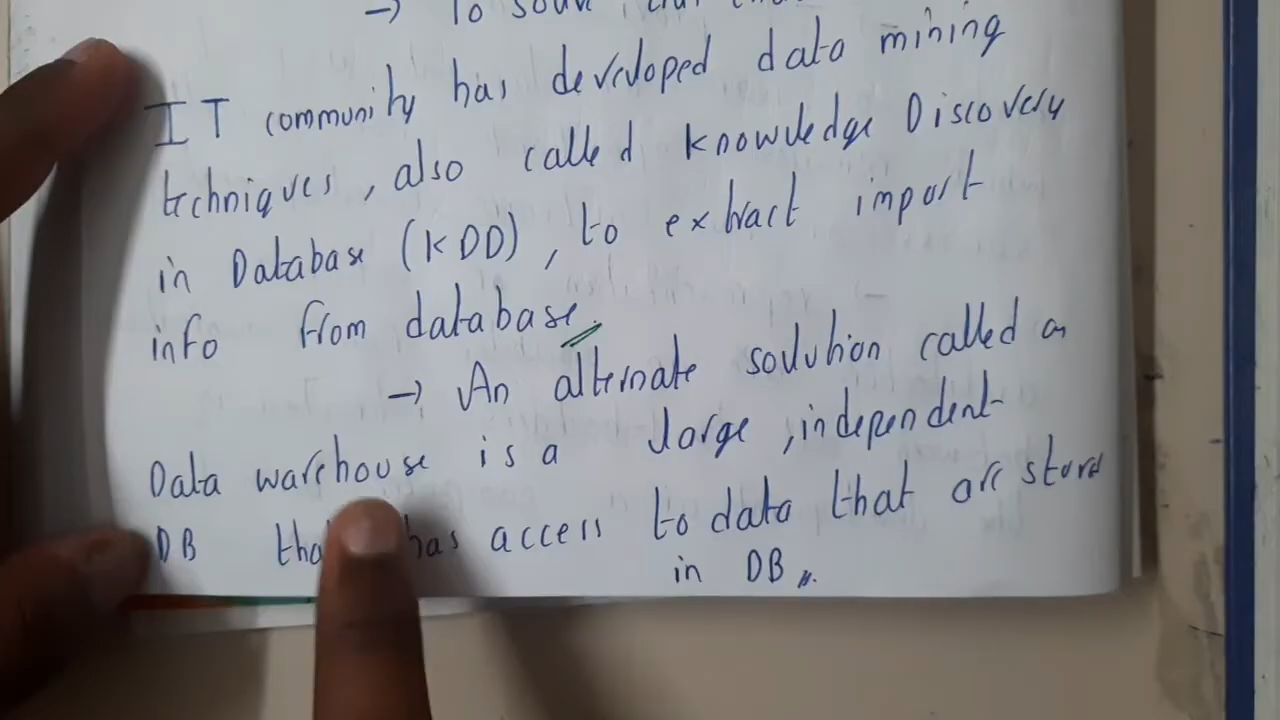 → To
IT community has developed data mining
techniques, also called knowledge Discovery
in Database (KDD), to extract import
info from database.
→ An alternate solution called a
Data warehouse is a large, independent
DB has access to data that are stored
in DB